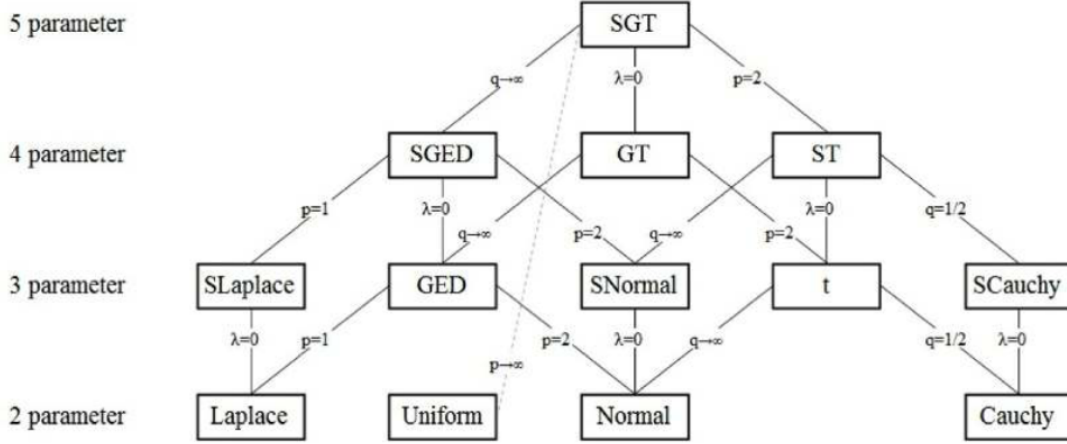 5 parameter SGT
q→∞ λ=0 p=2
4 parameter SGED GT ST
p=1 λ=0 q→∞ p=2 q→∞ p=2 λ=0 q=1/2
3 parameter SLaplace GED SNormal t SCauchy
λ=0 p=1 p→∞ p=2 λ=0 q→∞ q=1/2 λ=0
2 parameter Laplace Uniform Normal Cauchy